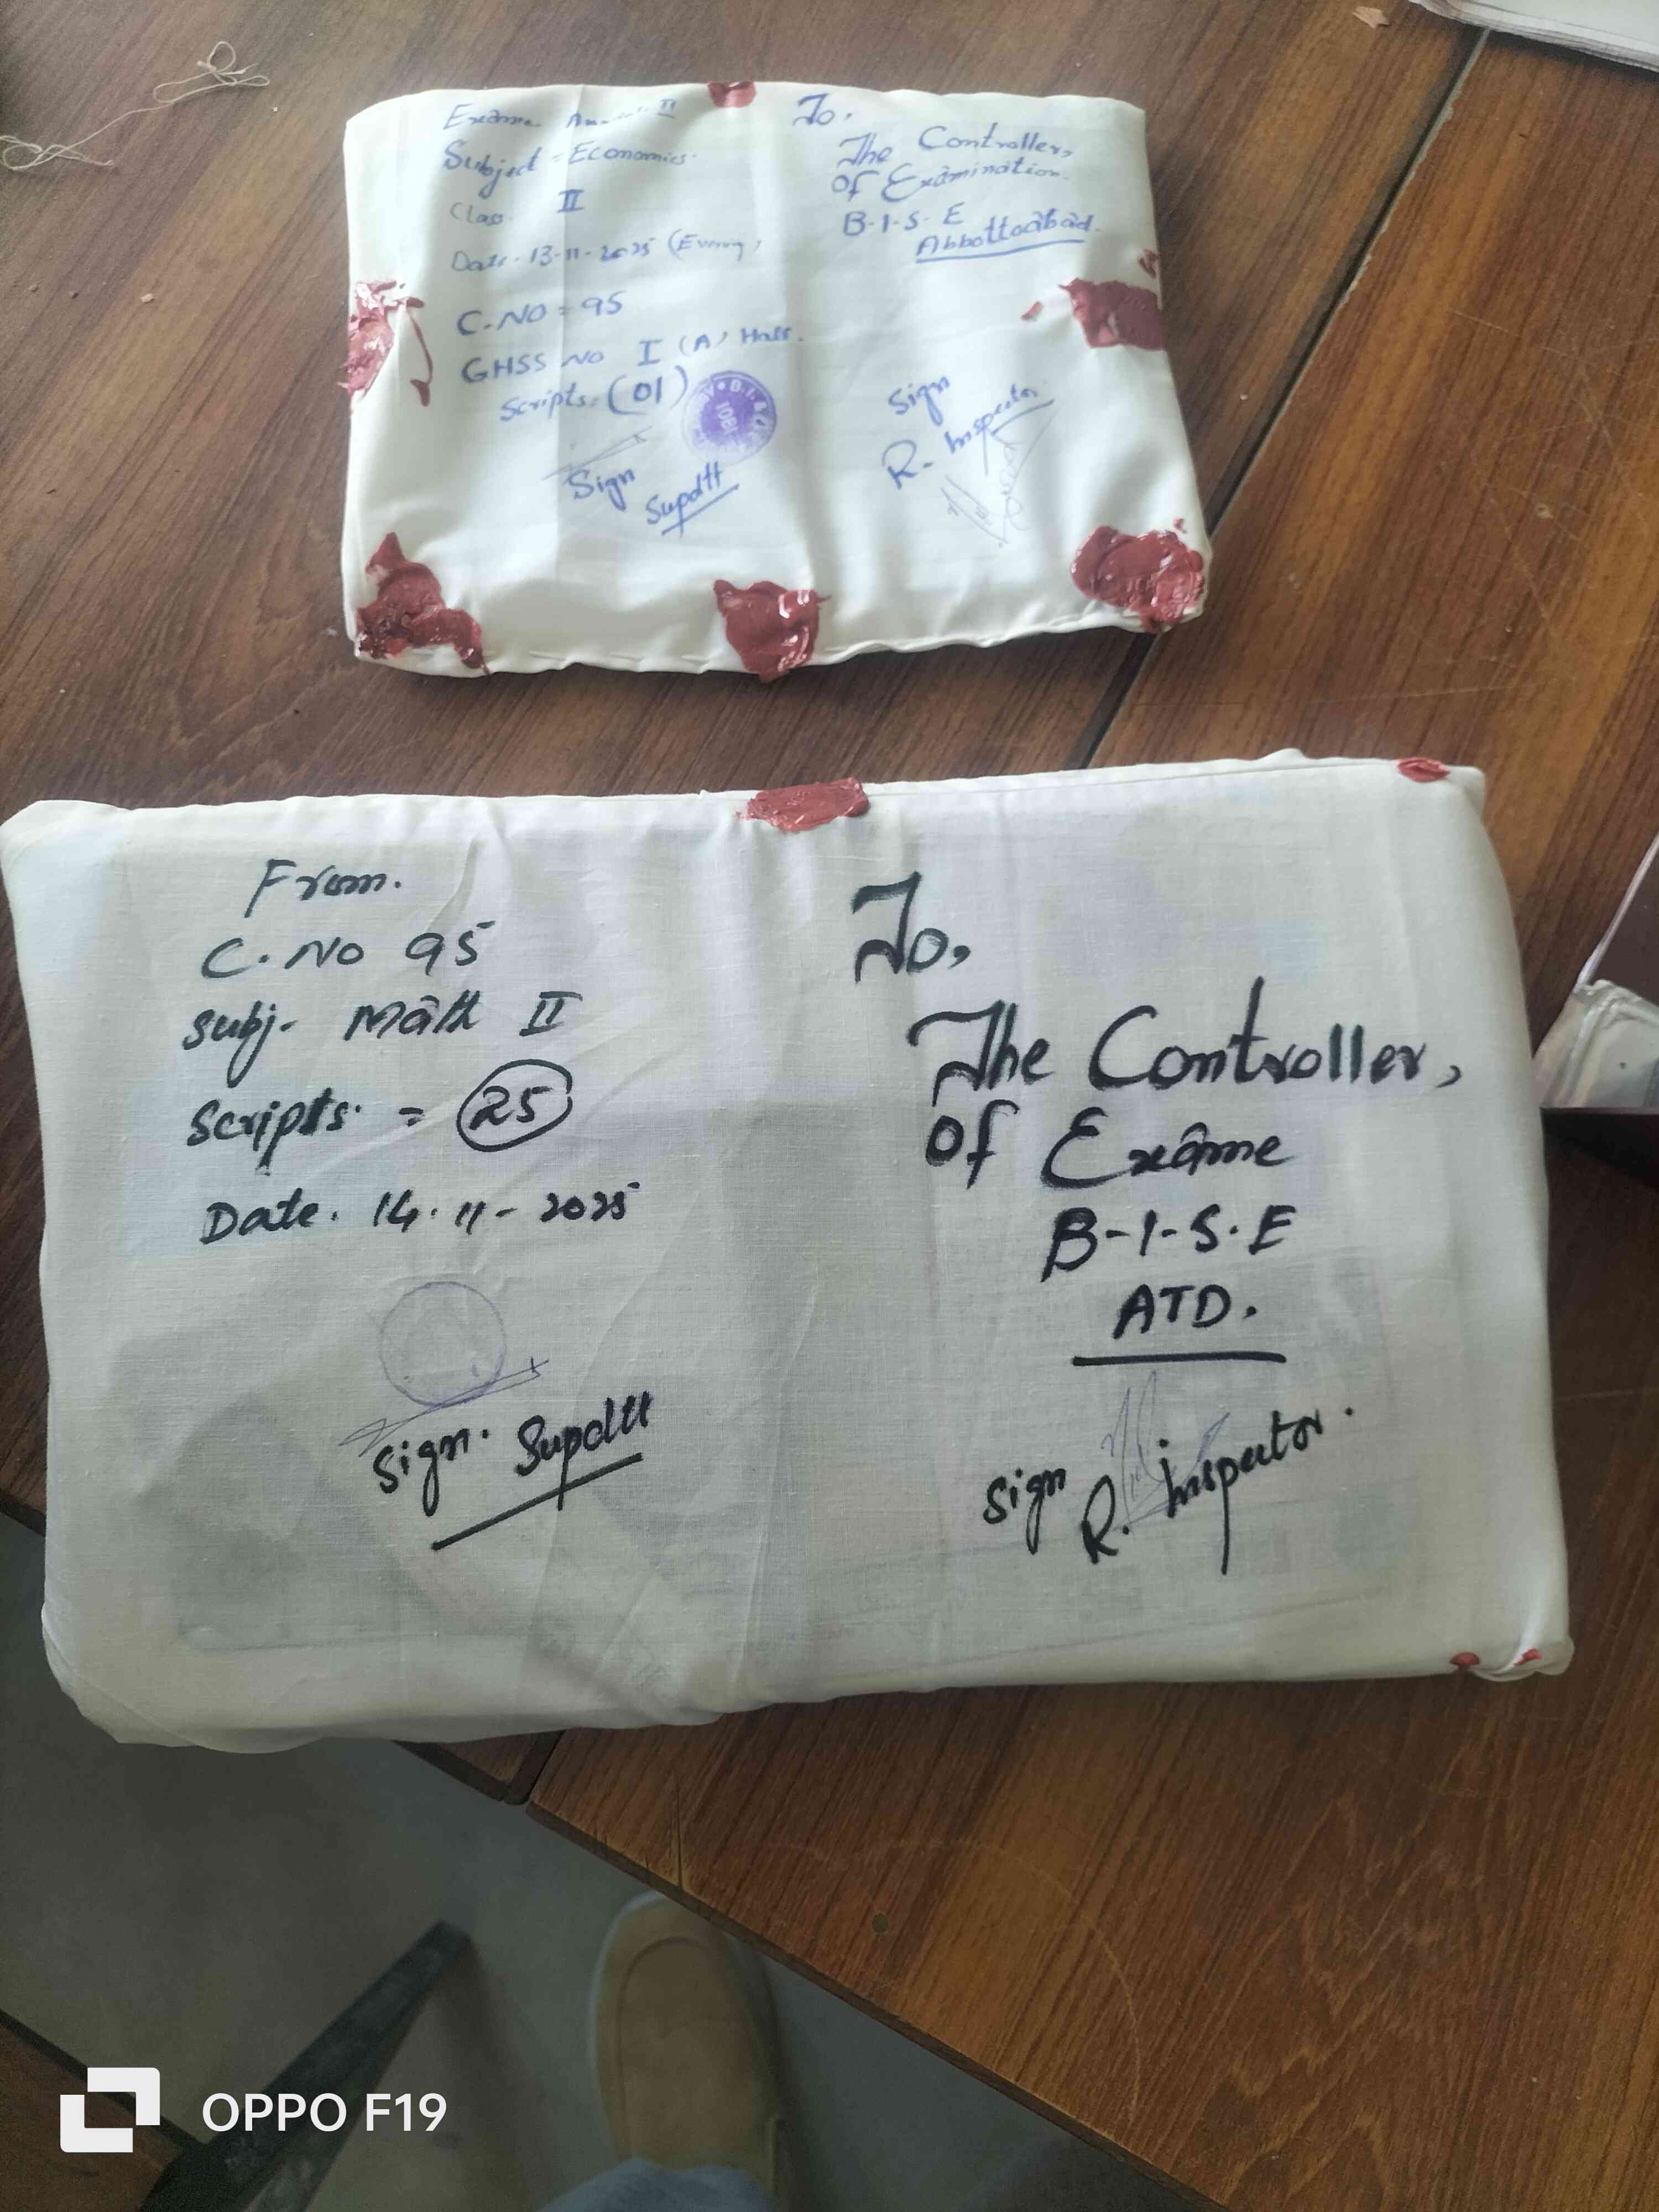 Exame Annual II
Subject = Economics.
Class. II
Date. 13-11-2025 (Evening)
C.NO = 95
GHSS No I (A) Hall.
Scripts: (01)
Sign
Supdtt
To,
The Controller,
Of Examination.
B-I-S-E
Abbottabad.
Sign
R. Inspector
From.
C.No 95
Subj. Math II
Scripts. = 25
Date. 14-11-2025
Sign. Supdtt
To,
The Controller,
Of Exame
B-I-S.E
ATD.
Sign R. Inspector.
OPPO F19